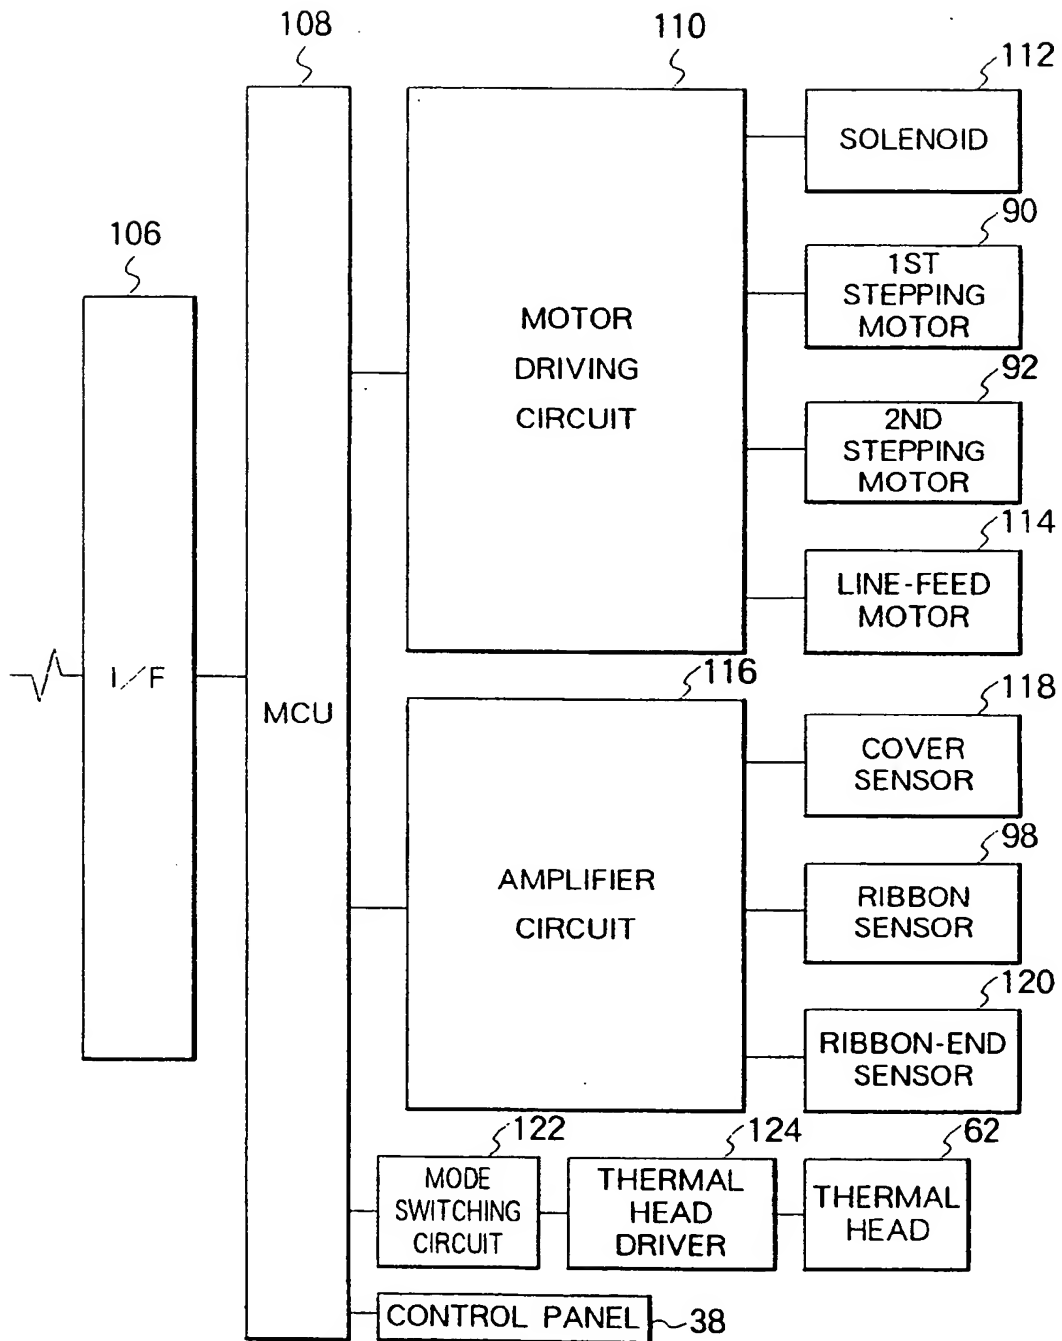 108
110
112
SOLENOID
106
90
1ST
STEPPING
MOTOR
MOTOR
DRIVING
CIRCUIT
92
2ND
STEPPING
MOTOR
114
LINE-FEED
MOTOR
I/F
MCU
116
118
COVER
SENSOR
AMPLIFIER
CIRCUIT
98
RIBBON
SENSOR
120
RIBBON-END
SENSOR
122
MODE
SWITCHING
CIRCUIT
124
THERMAL
HEAD
DRIVER
62
THERMAL
HEAD
CONTROL PANEL
38